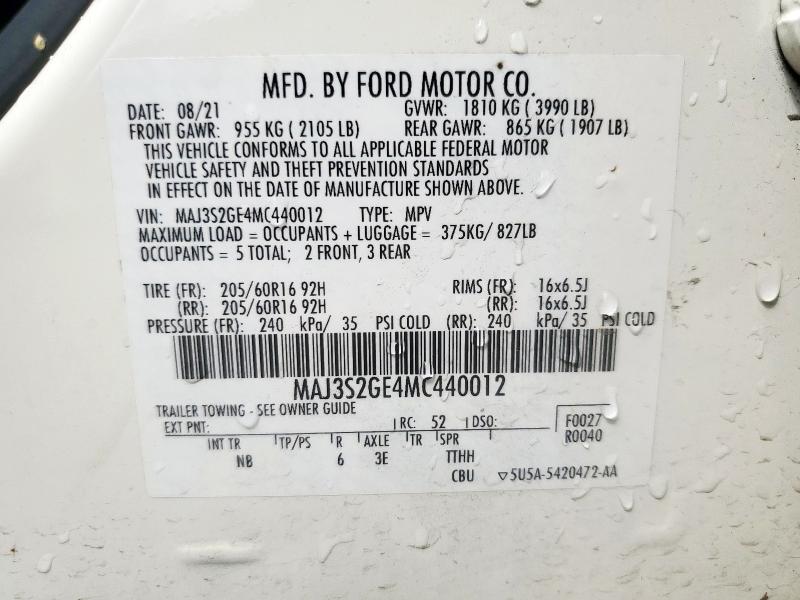 MFD. BY FORD MOTOR CO.
DATE: 08/21 GVWR: 1810 KG ( 3990 LB)
FRONT GAWR: 955 KG ( 2105 LB) REAR GAWR: 865 KG ( 1907 LB)
THIS VEHICLE CONFORMS TO ALL APPLICABLE FEDERAL MOTOR
VEHICLE SAFETY AND THEFT PREVENTION STANDARDS
IN EFFECT ON THE DATE OF MANUFACTURE SHOWN ABOVE.
VIN: MAJ3S2GE4MC440012 TYPE: MPV
MAXIMUM LOAD = OCCUPANTS + LUGGAGE = 375KG/ 827LB
OCCUPANTS = 5 TOTAL; 2 FRONT, 3 REAR
TIRE (FR): 205/60R16 92H RIMS (FR): 16x6.5J
(RR): 205/60R16 92H (RR): 16x6.5J
PRESSURE (FR): 240 kPa/ 35 PSI COLD (RR): 240 kPa/ 35 PSI COLD
MAJ3S2GE4MC440012
TRAILER TOWING - SEE OWNER GUIDE
EXT PNT: RC: 52 DSO: F0027
R0040
INT TR TP/PS R AXLE TR SPR
NB 6 3E TTHH
CBU ▽5U5A-5420472-AA